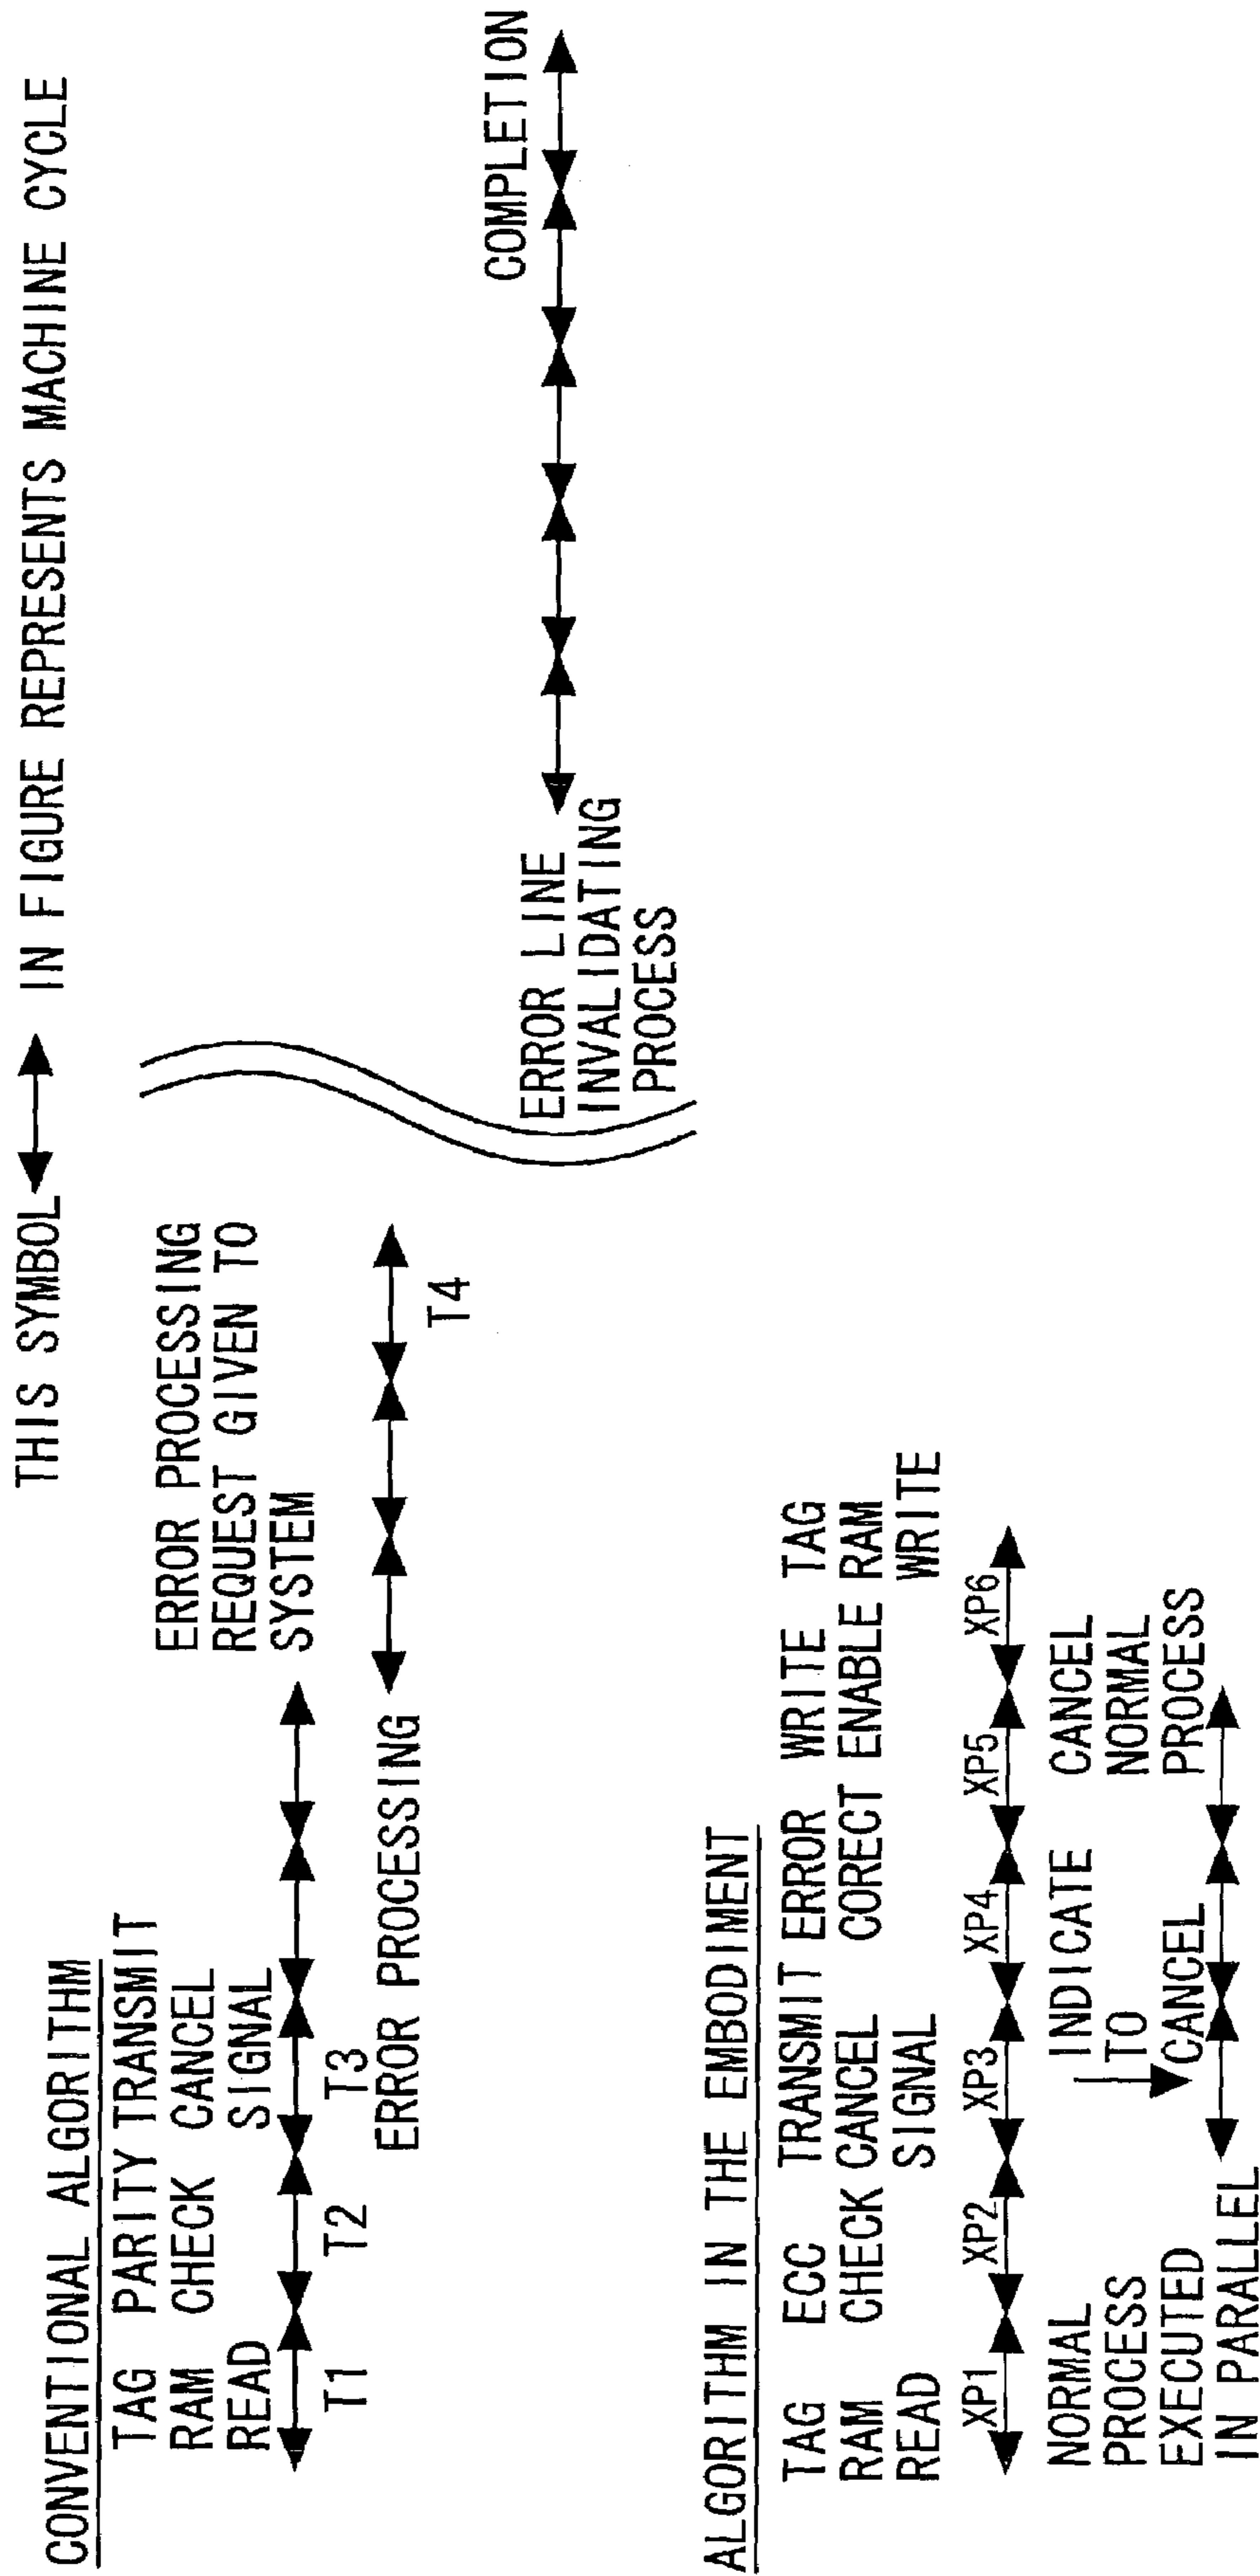 THIS SYMBOL IN FIGURE REPRESENTS MACHINE CYCLE
CONVENTIONAL ALGORITHM
TAG PARITY TRANSMIT
RAM CHECK CANCEL
READ SIGNAL
T1 T2 T3
ERROR PROCESSING
REQUEST GIVEN TO
SYSTEM
ERROR PROCESSING
T4
COMPLETION
ERROR LINE
INVALIDATING
PROCESS
ALGORITHM IN THE EMBODIMENT
TAG ECC TRANSMIT ERROR WRITE TAG
RAM CHECK CANCEL CORECT ENABLE RAM
READ SIGNAL WRITE
XP1 XP2 XP3 XP4 XP5 XP6
NORMAL
PROCESS
EXECUTED
IN PARALLEL
INDICATE
TO
CANCEL
CANCEL
NORMAL
PROCESS